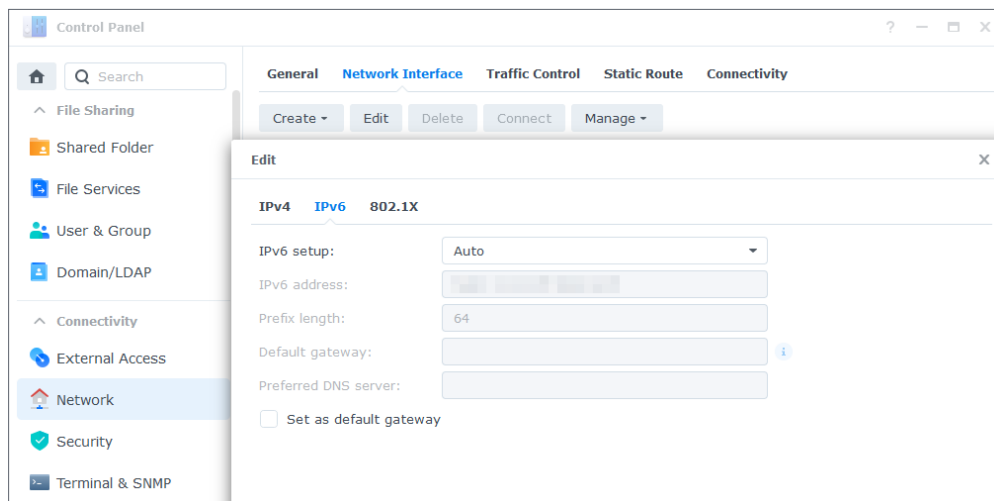 Control Panel
?
Search
General Network Interface Traffic Control Static Route Connectivity
File Sharing
Create Edit Delete Connect Manage
Shared Folder
Edit
File Services
IPv4 IPv6 802.1X
User & Group
IPv6 setup: Auto
Domain/LDAP
IPv6 address:
Prefix length: 64
Connectivity
Default gateway:
External Access
Preferred DNS server:
Network
Set as default gateway
Security
Terminal & SNMP